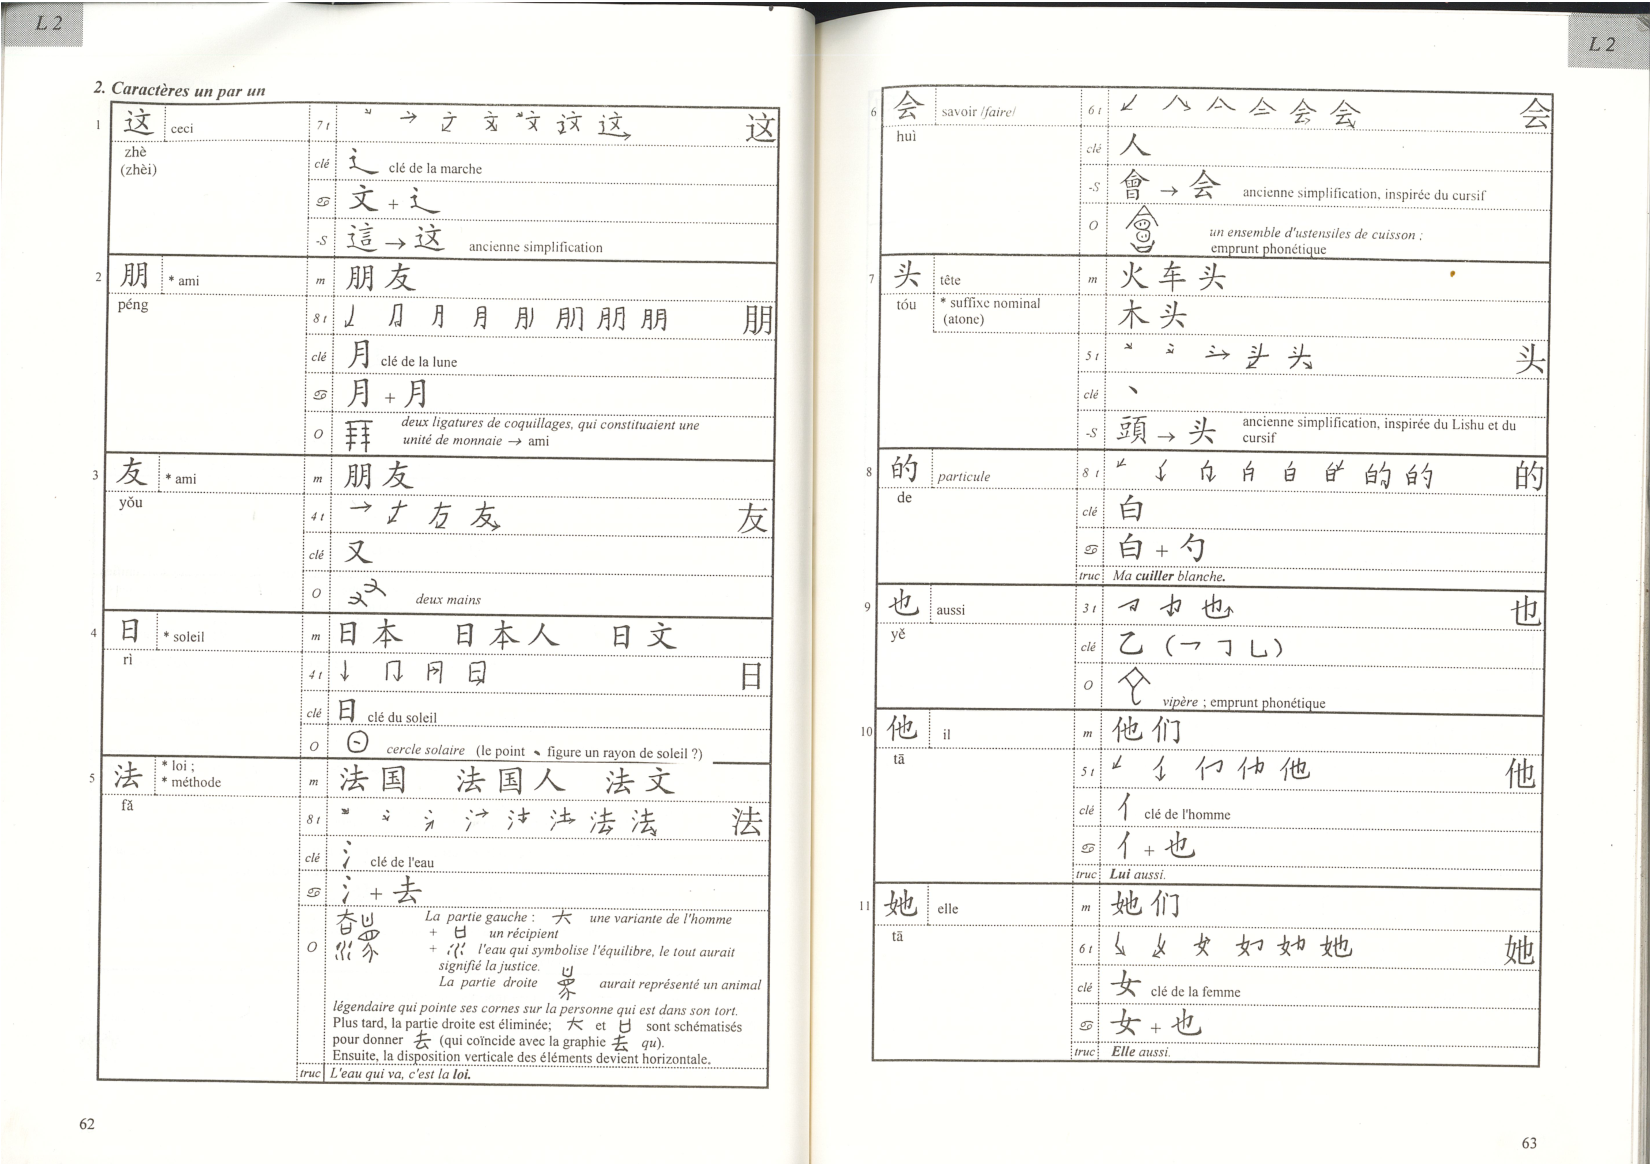 L 2
2. Caractères un par un
1 这 ceci 7 t 这
zhè
(zhèi)
clé 辶 clé de la marche
文 + 辶
-S 這 → 这 ancienne simplification
2 朋 * ami m 朋友
péng
8 t 朋
clé 月 clé de la lune
月 + 月
O deux ligatures de coquillages, qui constituaient une
unité de monnaie → ami
3 友 * ami m 朋友
yǒu
4 t 友
clé 又
O deux mains
4 日 * soleil m 日本 日本人 日文
rì
4 t 日
clé 日 clé du soleil
O cercle solaire (le point 丶 figure un rayon de soleil ?)
5 法 * loi ;
* méthode m 法国 法国人 法文
fǎ
8 t 法
clé 氵 clé de l'eau
氵 + 去
O La partie gauche : une variante de l'homme
+ un récipient
+ l'eau qui symbolise l'équilibre, le tout aurait
signifié la justice.
La partie droite aurait représenté un animal
légendaire qui pointe ses cornes sur la personne qui est dans son tort.
Plus tard, la partie droite est éliminée; et sont schématisés
pour donner 去 (qui coïncide avec la graphie 去 qu).
Ensuite, la disposition verticale des éléments devient horizontale.
truc L'eau qui va, c'est la loi.
62
L 2
6 会 savoir /faire/ 6 t 会
huì
clé 人
-S 會 → 会 ancienne simplification, inspirée du cursif
O un ensemble d'ustensiles de cuisson ;
emprunt phonétique
7 头 tête m 火车头
tóu * suffixe nominal
(atone) 木头
5 t 头
clé 丶
-S 頭 → 头 ancienne simplification, inspirée du Lishu et du
cursif
8 的 particule 8 t 的
de
clé 白
白 + 勺
truc Ma cuiller blanche.
9 也 aussi 3 t 也
yě
clé 乙 (乛 ㇆ 乚)
O vipère ; emprunt phonétique
10 他 il m 他们
tā
5 t 他
clé 亻 clé de l'homme
亻 + 也
truc Lui aussi.
11 她 elle m 她们
tā
6 t 她
clé 女 clé de la femme
女 + 也
truc Elle aussi.
63